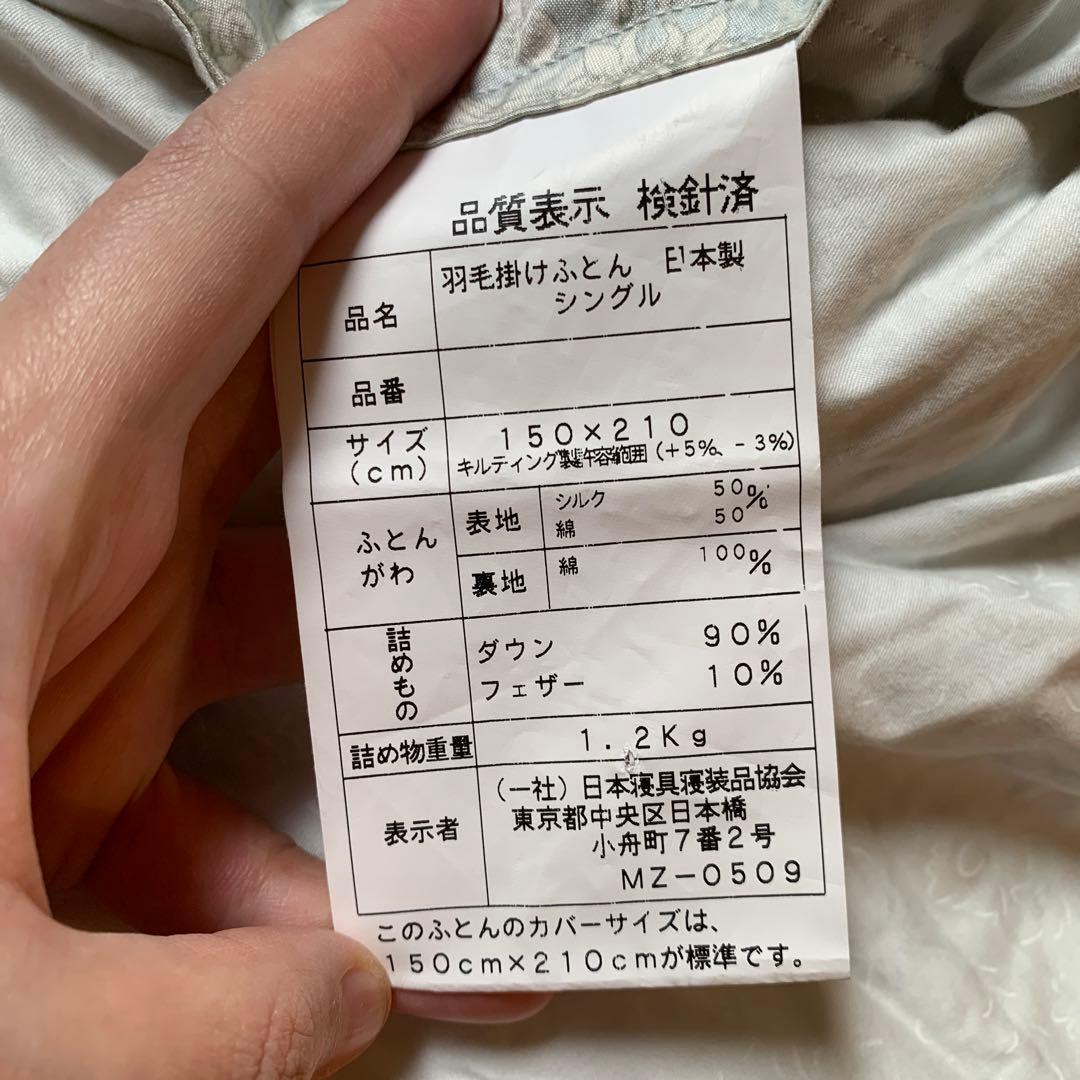 品質表示 検針済
品名 羽毛掛けふとん 日本製
シングル
品番
サイズ(cm) 150×210
キルティング製品許容範囲(+5%、-3%)
ふとんがわ 表地 シルク 50%
綿 50
裏地 綿 100%
詰めもの ダウン 90%
フェザー 10%
詰め物重量 1.2Kg
表示者 (一社)日本寝具寝装品協会
東京都中央区日本橋
小舟町7番2号
MZ-0509
このふとんのカバーサイズは、
150cm×210cmが標準です。